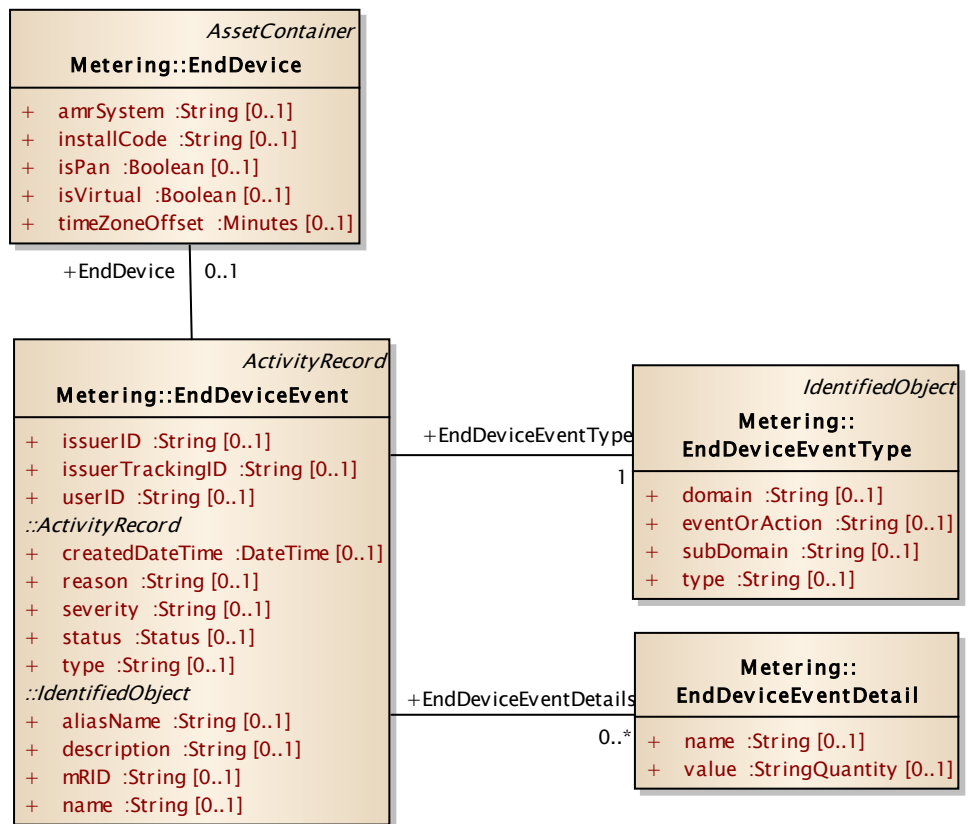 AssetContainer
Metering::EndDevice
+ amrSystem :String [0..1]
+ installCode :String [0..1]
+ isPan :Boolean [0..1]
+ isVirtual :Boolean [0..1]
+ timeZoneOffset :Minutes [0..1]
+EndDevice 0..1
ActivityRecord
Metering::EndDeviceEvent
+ issuerID :String [0..1]
+ issuerTrackingID :String [0..1]
+ userID :String [0..1]
::ActivityRecord
+ createdDateTime :DateTime [0..1]
+ reason :String [0..1]
+ severity :String [0..1]
+ status :Status [0..1]
+ type :String [0..1]
::IdentifiedObject
+ aliasName :String [0..1]
+ description :String [0..1]
+ mRID :String [0..1]
+ name :String [0..1]
+EndDeviceEventType
1
IdentifiedObject
Metering::
EndDeviceEventType
+ domain :String [0..1]
+ eventOrAction :String [0..1]
+ subDomain :String [0..1]
+ type :String [0..1]
+EndDeviceEventDetails
0..*
Metering::
EndDeviceEventDetail
+ name :String [0..1]
+ value :StringQuantity [0..1]